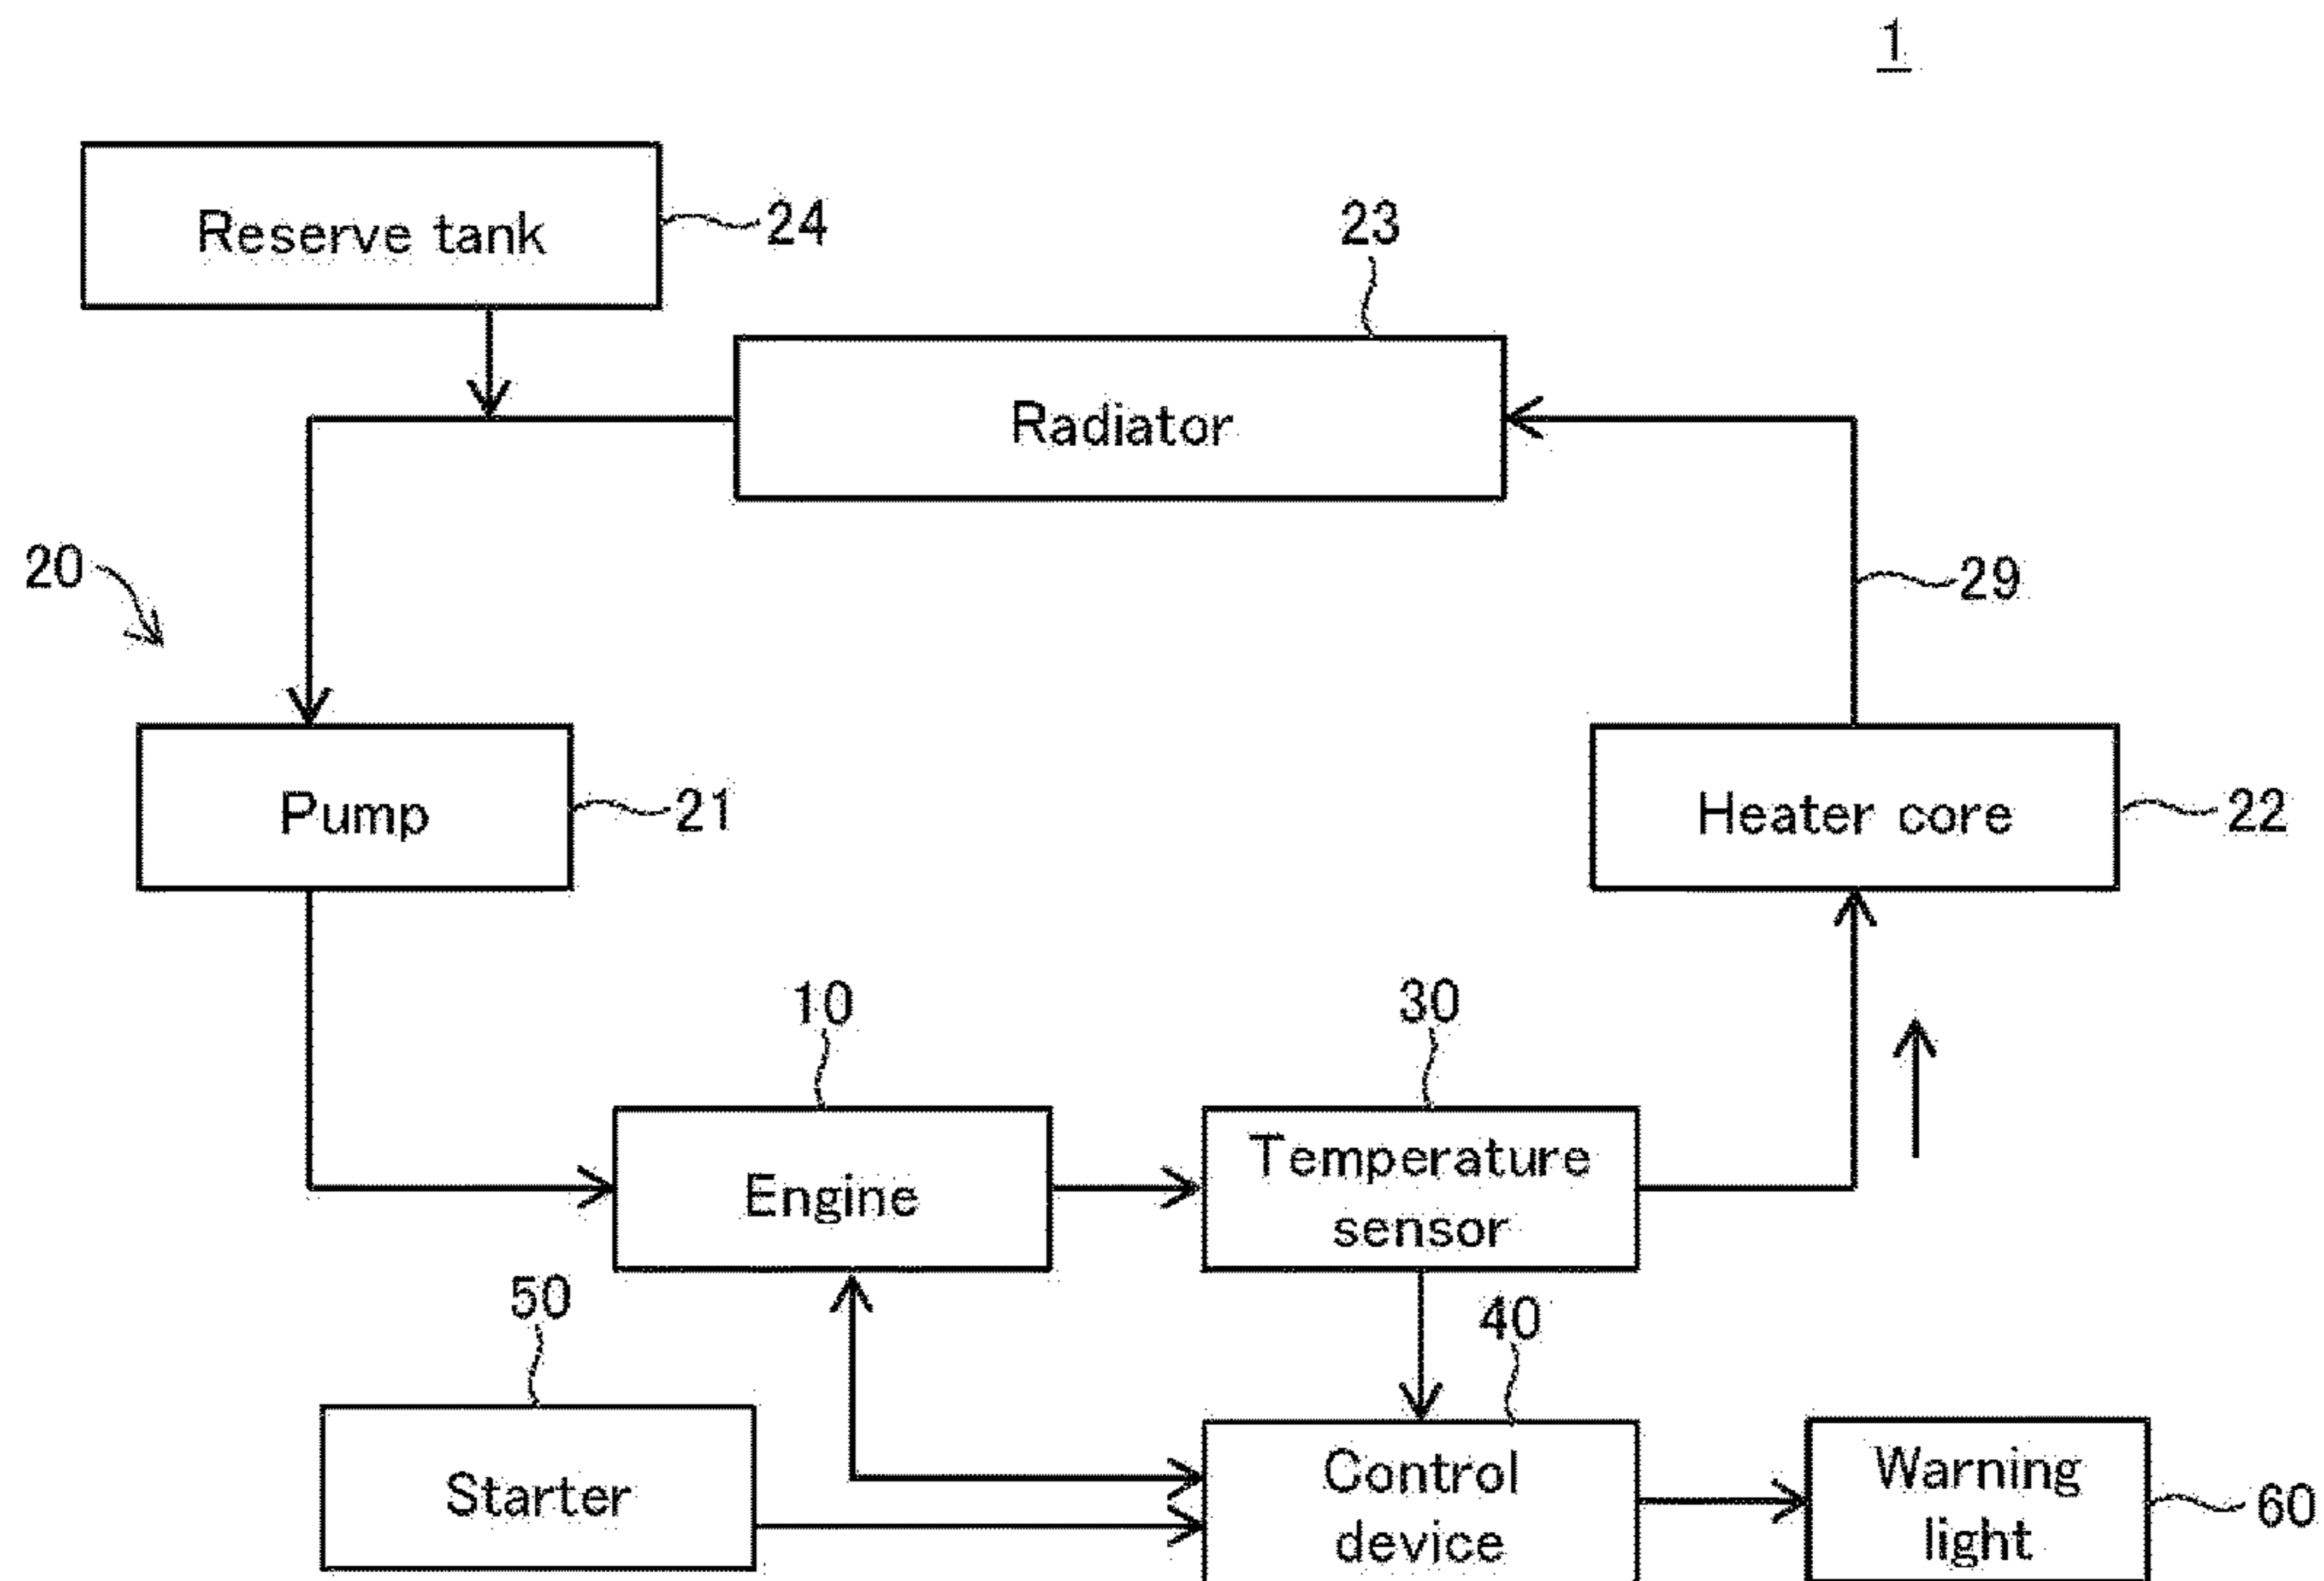 1
Reserve tank
24
23
Radiator
20
29
Pump
21
Heater core
22
10
30
Engine
Temperature
sensor
50
40
Starter
Control
device
Warning
light
60